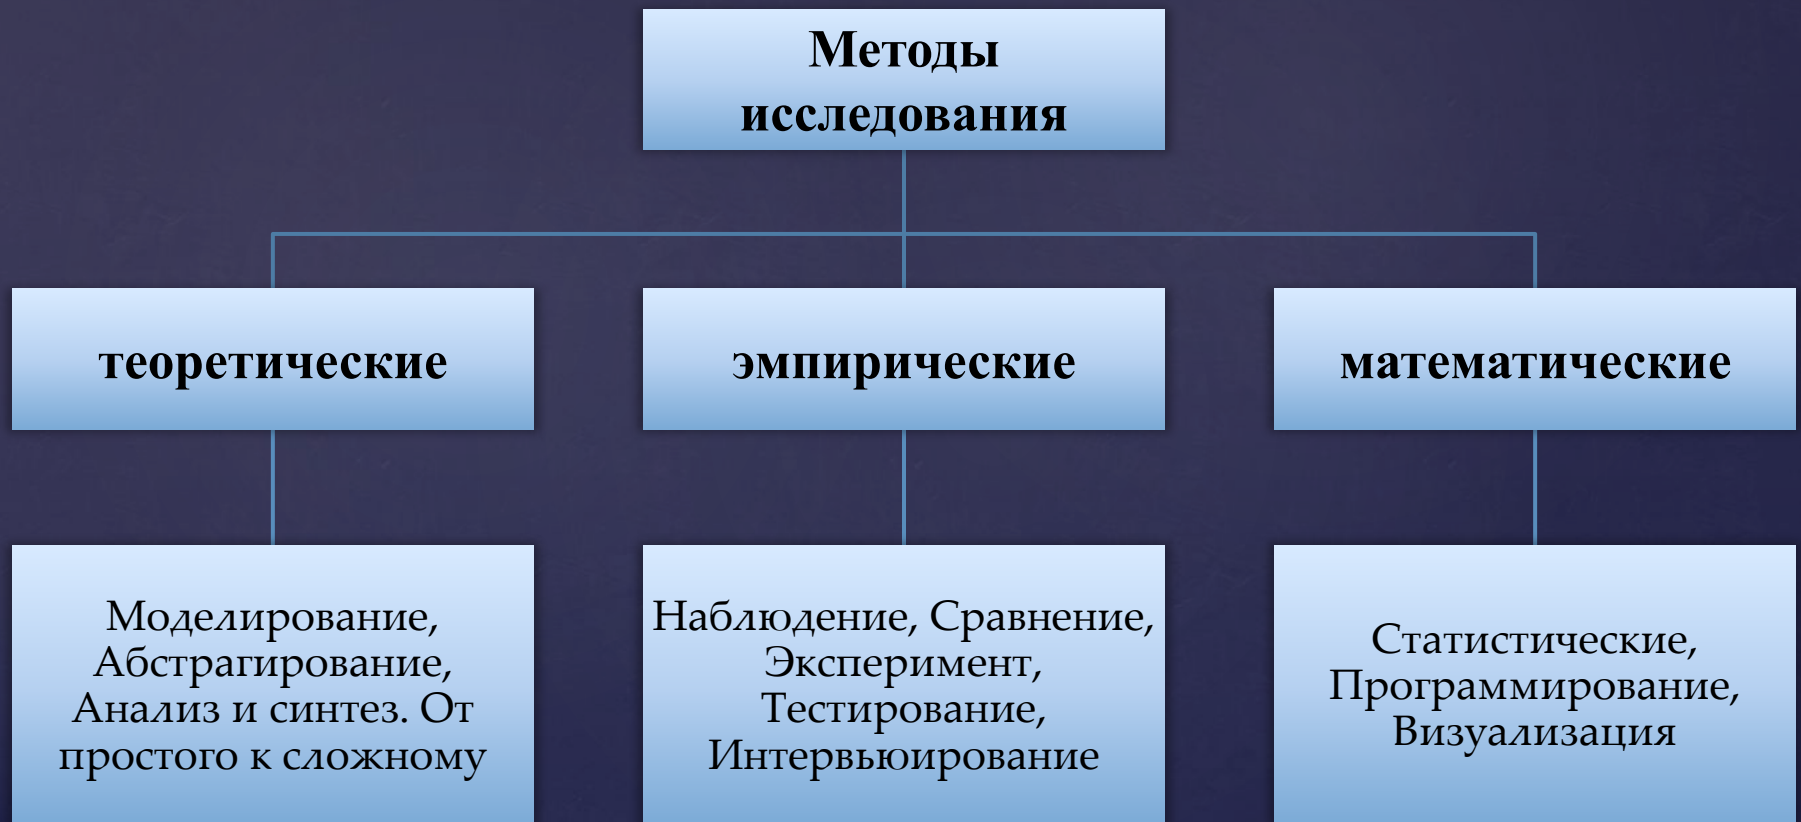 Методы
исследования
теоретические
эмпирические
математические
Моделирование,
Абстрагирование,
Анализ и синтез. От
простого к сложному
Наблюдение, Сравнение,
Эксперимент,
Тестирование,
Интервьюирование
Статистические,
Программирование,
Визуализация